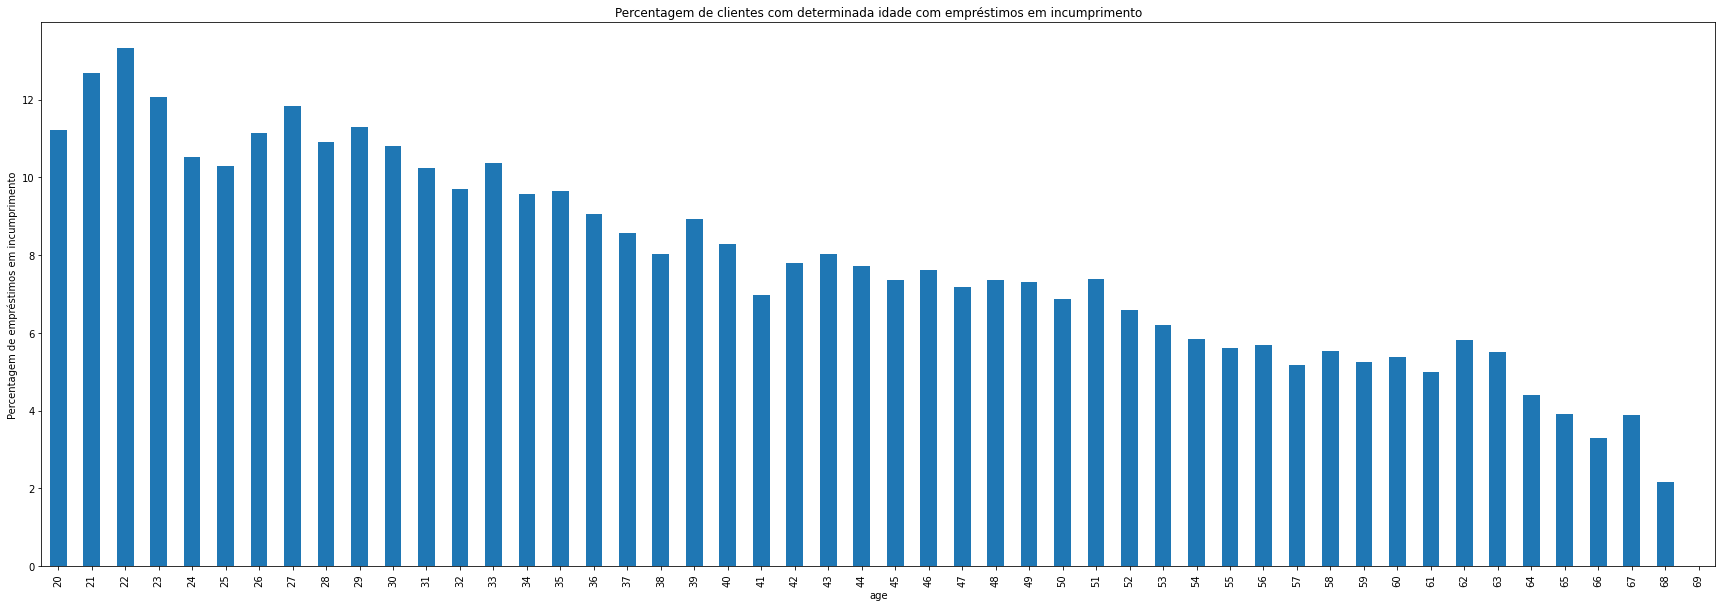 Percentagem de clientes com determinada idade com empréstimos em incumprimento
Percentagem de empréstimos em incumprimento
12
10
8
6
4
2
0
20 21 22 23 24 25 26 27 28 29 30 31 32 33 34 35 36 37 38 39 40 41 42 43 44 45 46 47 48 49 50 51 52 53 54 55 56 57 58 59 60 61 62 63 64 65 66 67 68 69
age